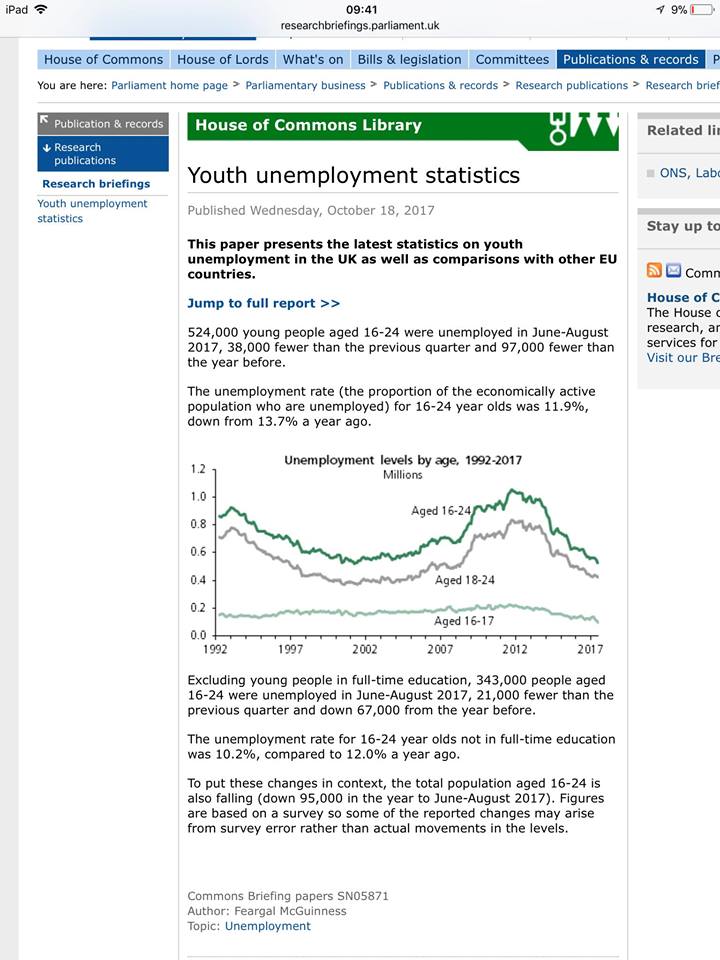 iPad 09:41 9%
researchbriefings.parliament.uk
House of Commons House of Lords What's on Bills & legislation Committees Publications & records P
You are here: Parliament home page > Parliamentary business > Publications & records > Research publications > Research brief
Publication & records
Research
publications
Research briefings
Youth unemployment
statistics
House of Commons Library
Youth unemployment statistics
Published Wednesday, October 18, 2017
This paper presents the latest statistics on youth
unemployment in the UK as well as comparisons with other EU
countries.
Jump to full report >>
524,000 young people aged 16-24 were unemployed in June-August
2017, 38,000 fewer than the previous quarter and 97,000 fewer than
the year before.
The unemployment rate (the proportion of the economically active
population who are unemployed) for 16-24 year olds was 11.9%,
down from 13.7% a year ago.
Unemployment levels by age, 1992-2017
Millions
1.2
1.0
0.8
0.6
0.4
0.2
0.0
Aged 16-24
Aged 18-24
Aged 16-17
1992 1997 2002 2007 2012 2017
Excluding young people in full-time education, 343,000 people aged
16-24 were unemployed in June-August 2017, 21,000 fewer than the
previous quarter and down 67,000 from the year before.
The unemployment rate for 16-24 year olds not in full-time education
was 10.2%, compared to 12.0% a year ago.
To put these changes in context, the total population aged 16-24 is
also falling (down 95,000 in the year to June-August 2017). Figures
are based on a survey so some of the reported changes may arise
from survey error rather than actual movements in the levels.
Commons Briefing papers SN05871
Author: Feargal McGuinness
Topic: Unemployment
Related lin
ONS, Labo
Stay up to
Comm
House of C
The House o
research, an
services for
Visit our Bre